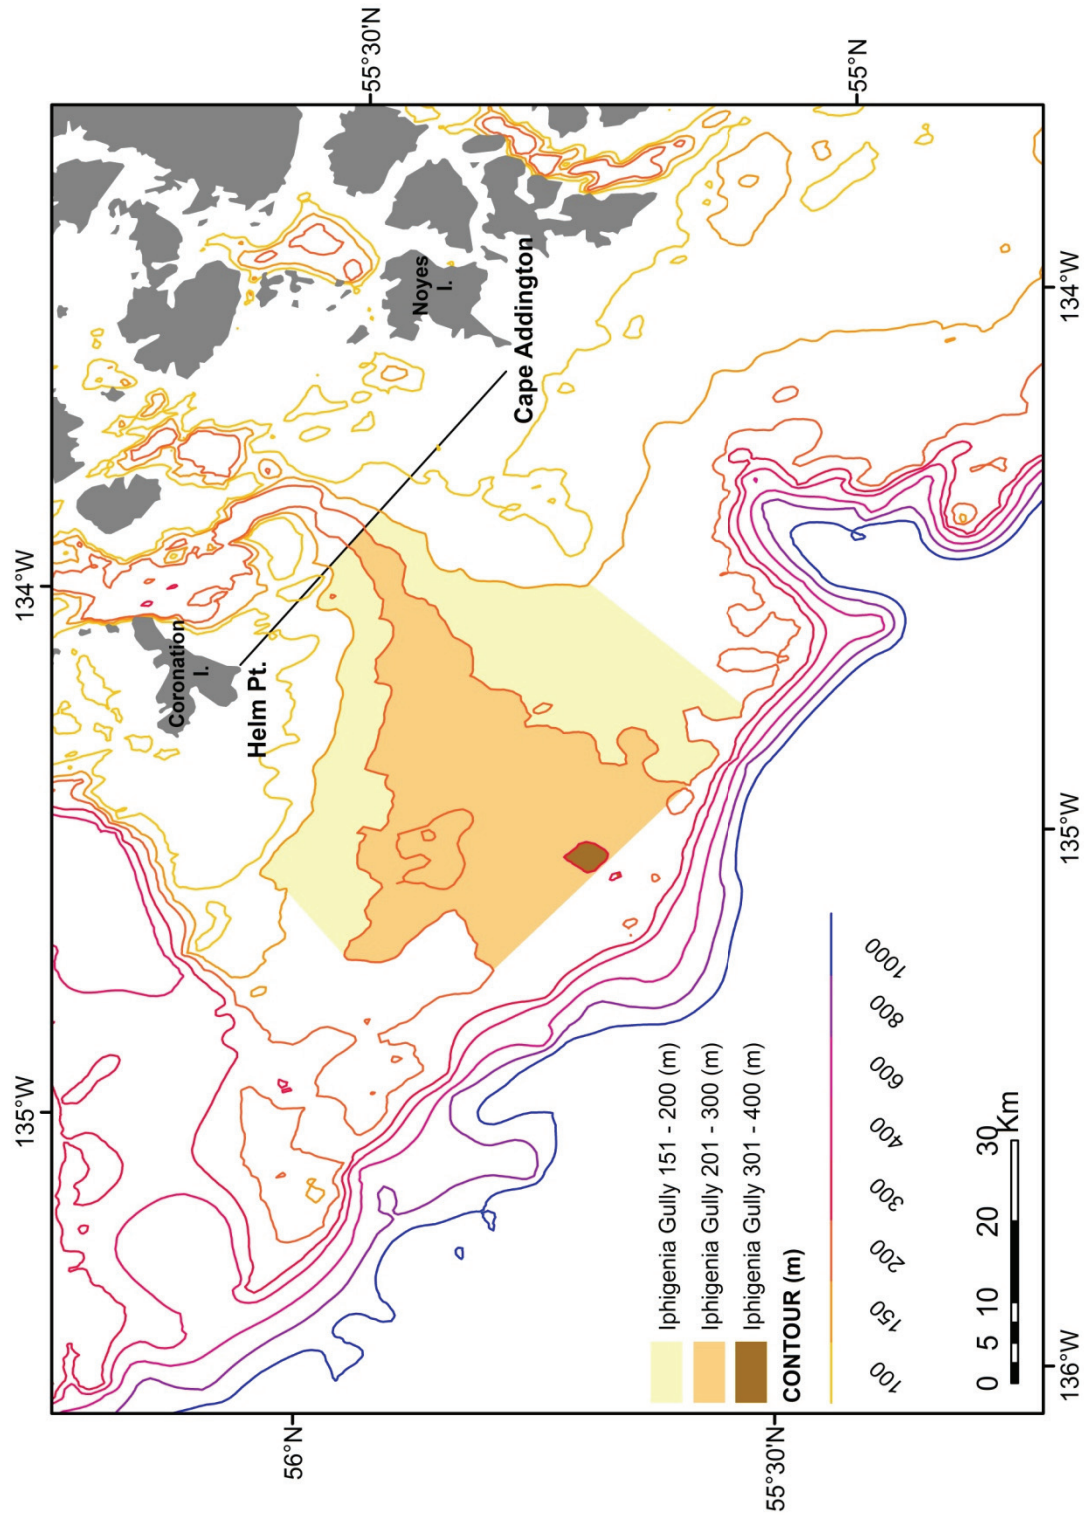 55°30'N
55°N
134°W
134°W
135°W
135°W
136°W
56°N
55°30'N
Coronation
I.
Helm Pt.
Noyes
I.
Cape Addington
Iphigenia Gully 151 - 200 (m)
Iphigenia Gully 201 - 300 (m)
Iphigenia Gully 301 - 400 (m)
CONTOUR (m)
100 150 200 300 400 600 800 1000
0 5 10 20 30
Km